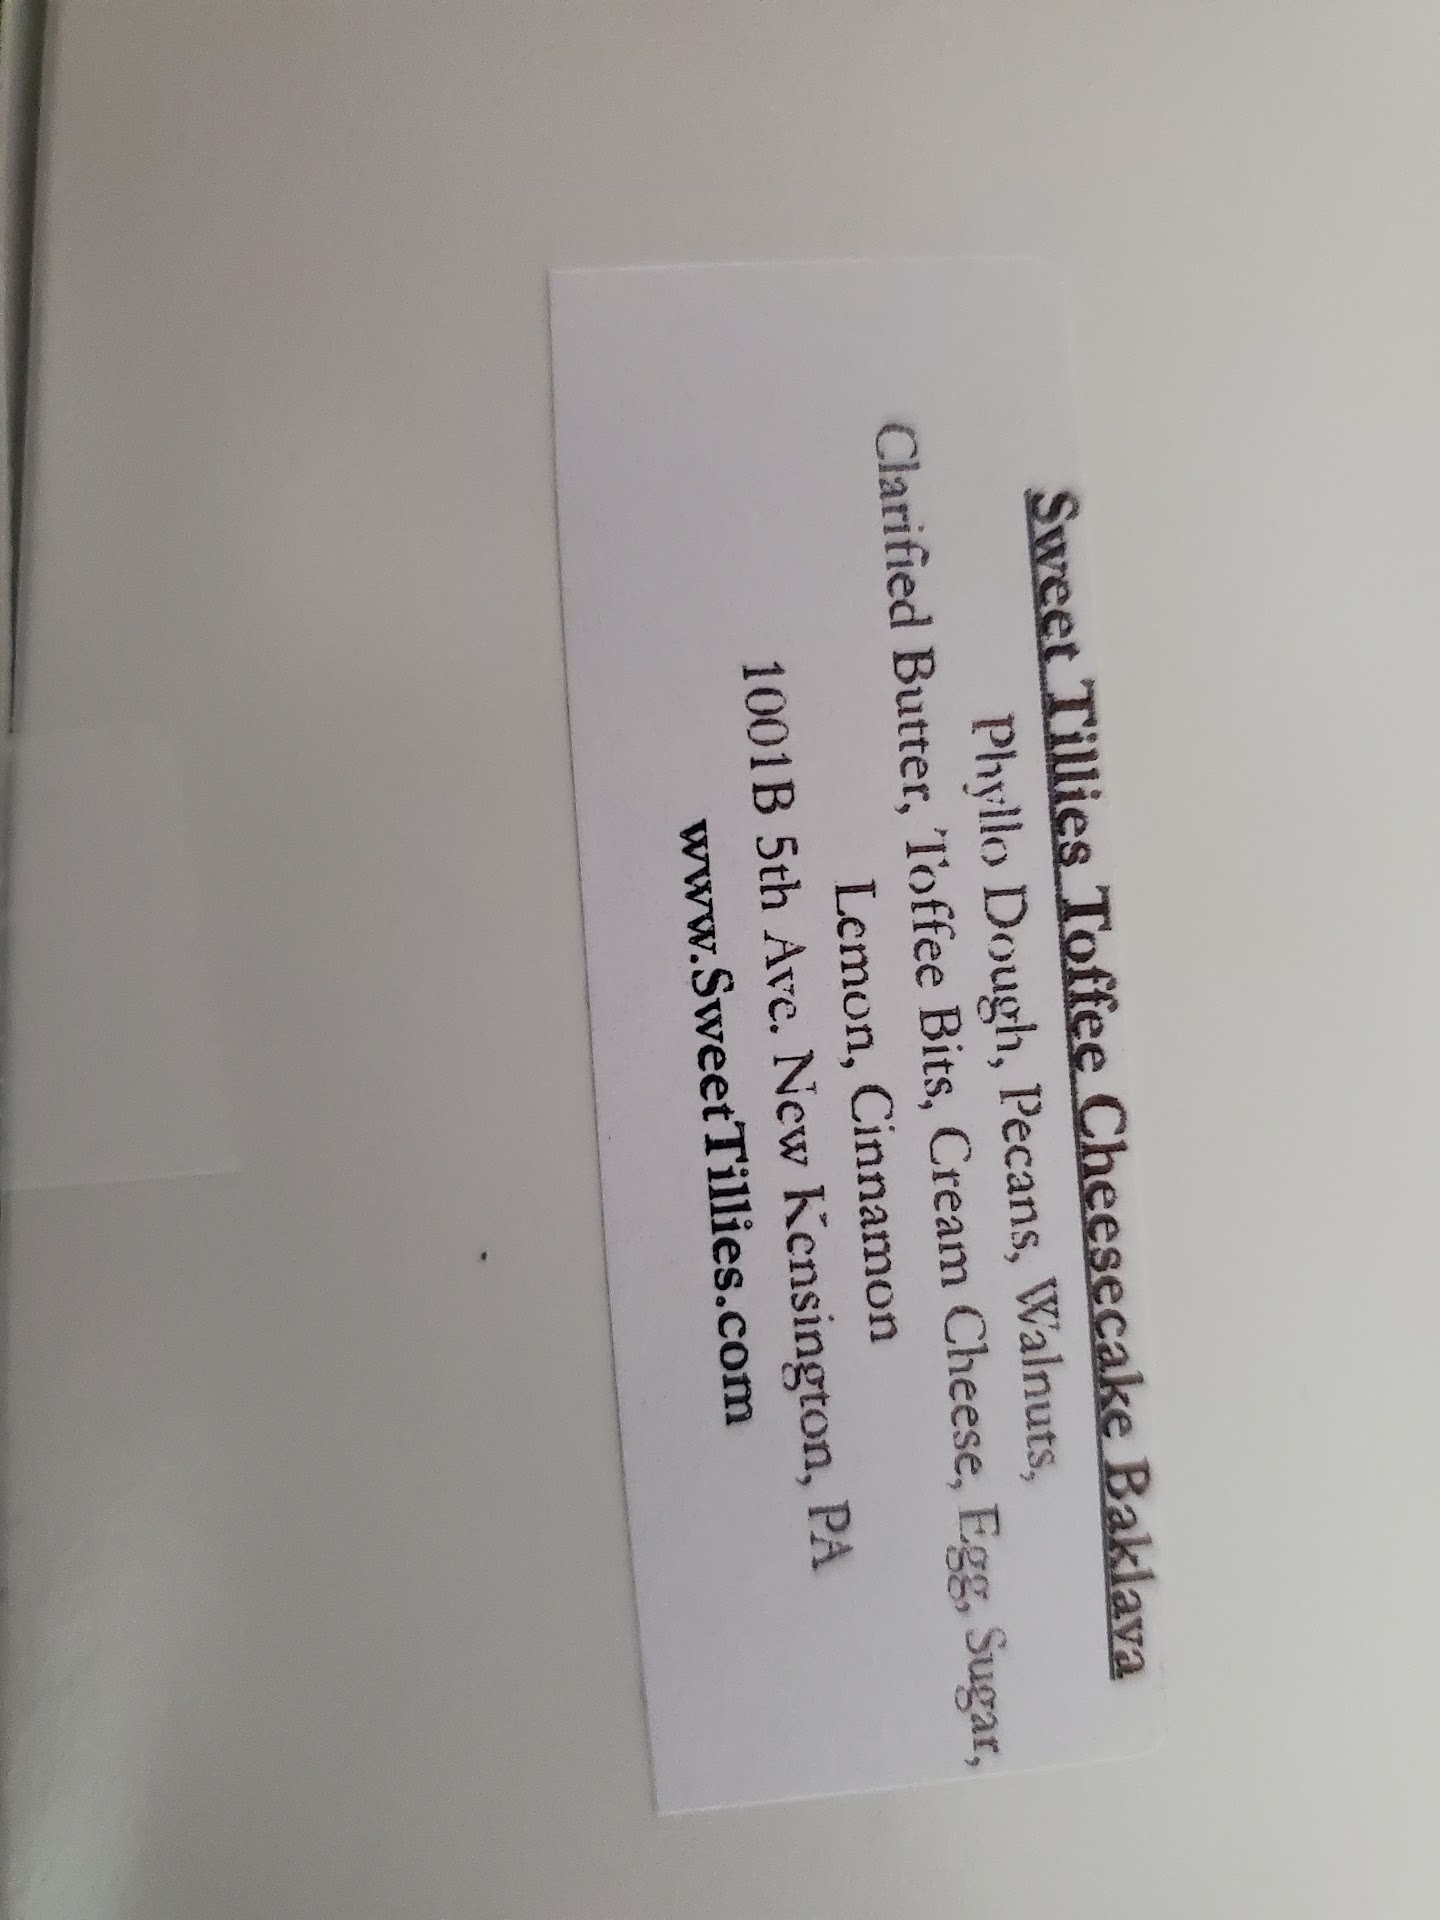 Sweet Tillies Toffee Cheesecake Baklava
Phyllo Dough, Pecans, Walnuts,
Clarified Butter, Toffee Bits, Cream Cheese, Egg, Sugar,
Lemon, Cinnamon
1001B 5th Ave. New Kensington, PA
www.SweetTillies.com